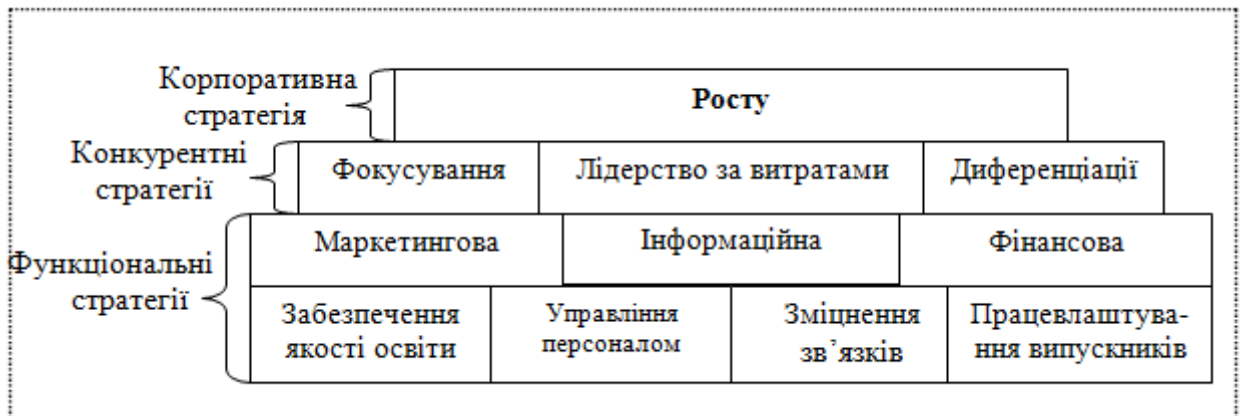 Корпоративна
стратегія
Росту
Конкурентні
стратегії
Фокусування
Лідерство за витратами
Диференціації
Функціональні
стратегії
Маркетингова
Інформаційна
Фінансова
Забезпечення
якості освіти
Управління
персоналом
Зміцнення
зв’язків
Працевлаштува-
ння випускників